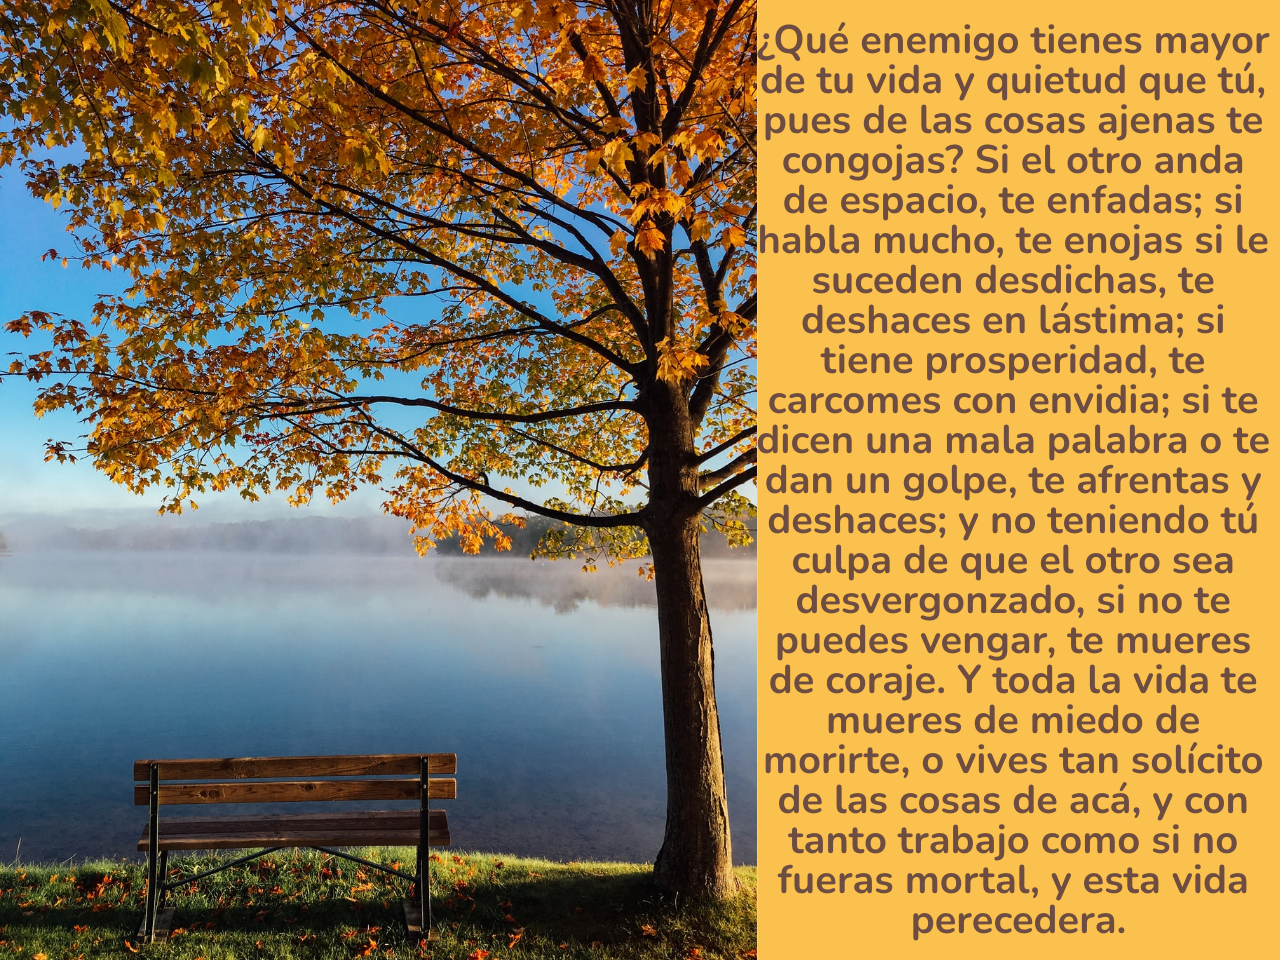 ¿Qué enemigo tienes mayor
de tu vida y quietud que tú,
pues de las cosas ajenas te
congojas? Si el otro anda
de espacio, te enfadas; si
habla mucho, te enojas si le
suceden desdichas, te
deshaces en lástima; si
tiene prosperidad, te
carcomes con envidia; si te
dicen una mala palabra o te
dan un golpe, te afrentas y
deshaces; y no teniendo tú
culpa de que el otro sea
desvergonzado, si no te
puedes vengar, te mueres
de coraje. Y toda la vida te
mueres de miedo de
morirte, o vives tan solícito
de las cosas de acá, y con
tanto trabajo como si no
fueras mortal, y esta vida
perecedera.